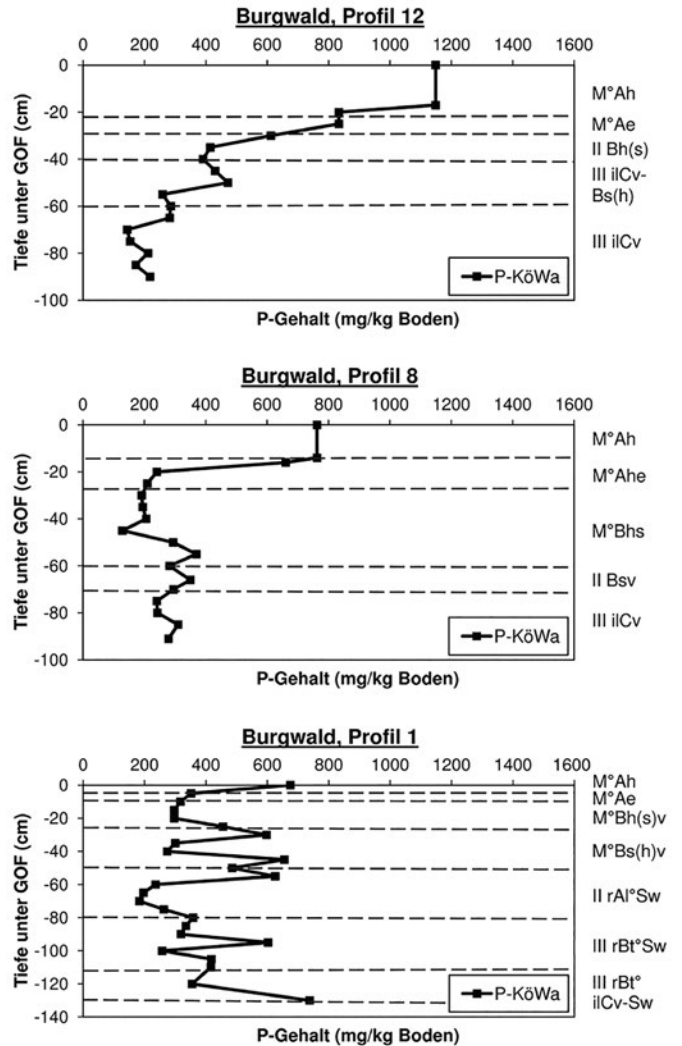 Burgwald, Profil 12
0 200 400 600 800 1000 1200 1400 1600
Tiefe unter GOF (cm)
0
-20
-40
-60
-80
-100
M°Ah
M°Ae
II Bh(s)
III ilCv-
Bs(h)
III ilCv
P-KöWa
P-Gehalt (mg/kg Boden)
Burgwald, Profil 8
0 200 400 600 800 1000 1200 1400 1600
Tiefe unter GOF (cm)
0
-20
-40
-60
-80
-100
M°Ah
M°Ahe
M°Bhs
II Bsv
III ilCv
P-KöWa
P-Gehalt (mg/kg Boden)
Burgwald, Profil 1
0 200 400 600 800 1000 1200 1400 1600
Tiefe unter GOF (cm)
0
-20
-40
-60
-80
-100
-120
-140
M°Ah
M°Ae
M°Bh(s)v
M°Bs(h)v
II rAl°Sw
III rBt°Sw
III rBt°
ilCv-Sw
P-KöWa
P-Gehalt (mg/kg Boden)